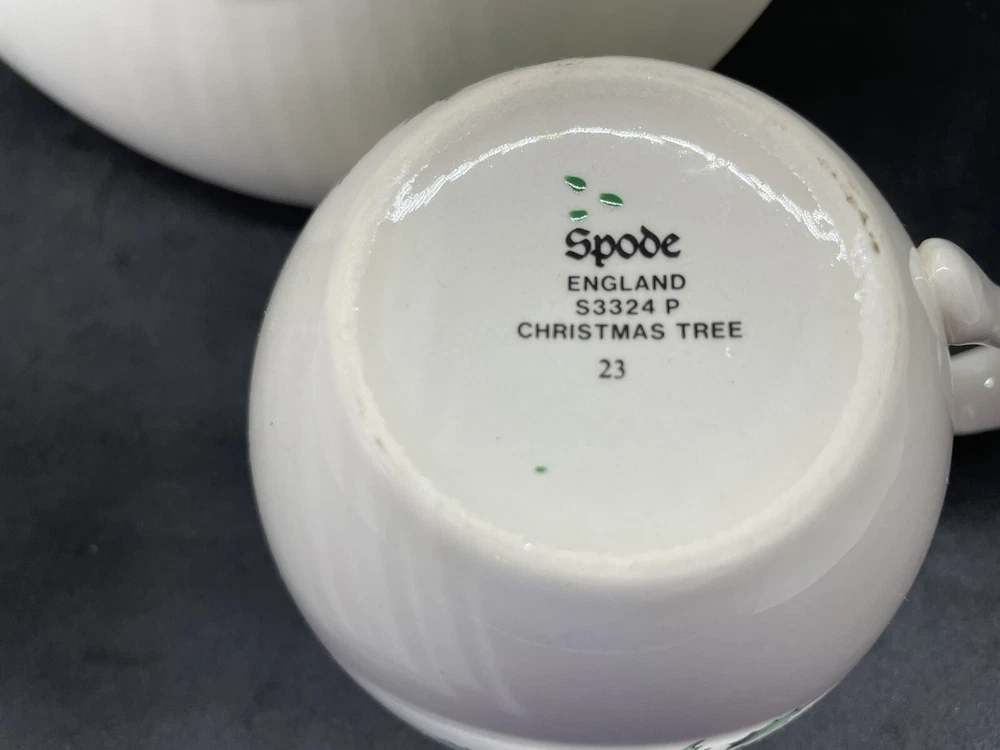 Spode
ENGLAND
S3324 P
CHRISTMAS TREE
23